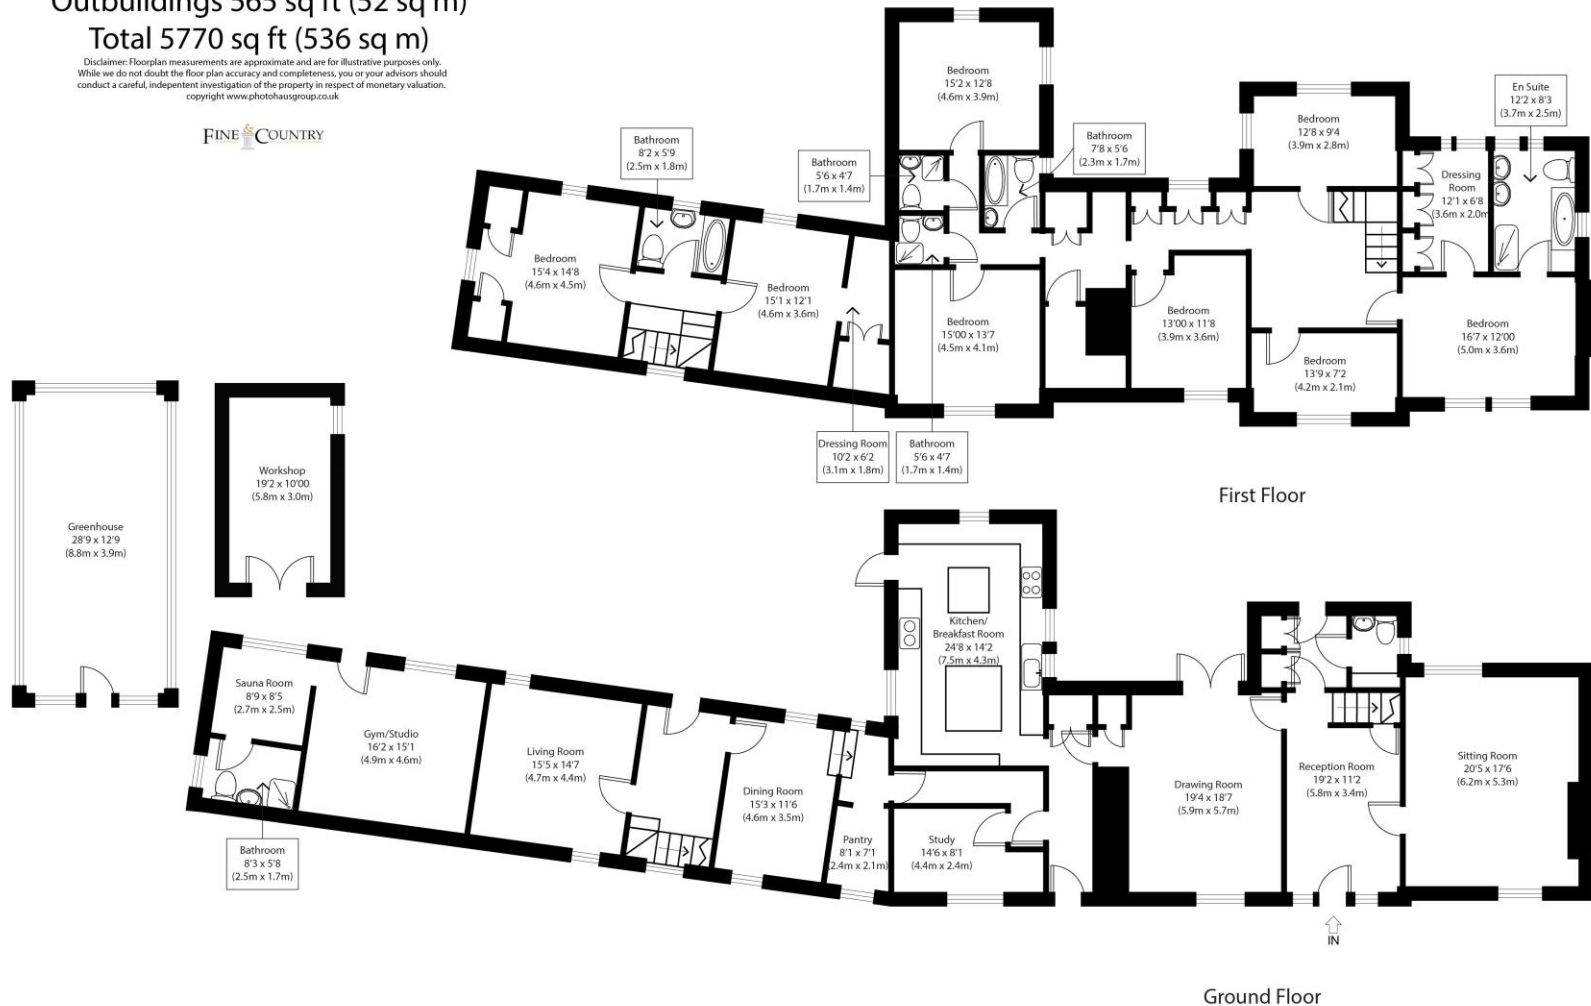 Outbuildings 565 sq ft (52 sq m)
Total 5770 sq ft (536 sq m)
Disclaimer: Floorplan measurements are approximate and are for illustrative purposes only.
While we do not doubt the floor plan accuracy and completeness, you or your advisors should
conduct a careful, indepentent investigation of the property in respect of monetary valuation.
copyright www.photohausgroup.co.uk
FINE & COUNTRY
Bedroom
15'2 x 12'8
(4.6m x 3.9m)
Bathroom
8'2 x 5'9
(2.5m x 1.8m)
Bathroom
5'6 x 4'7
(1.7m x 1.4m)
Bathroom
7'8 x 5'6
(2.3m x 1.7m)
Bedroom
12'8 x 9'4
(3.9m x 2.8m)
En Suite
12'2 x 8'3
(3.7m x 2.5m)
Dressing
Room
12'1 x 6'8
(3.6m x 2.0m
Bedroom
15'4 x 14'8
(4.6m x 4.5m)
Bedroom
15'1 x 12'1
(4.6m x 3.6m)
Bedroom
15'00 x 13'7
(4.5m x 4.1m)
Bedroom
13'00 x 11'8
(3.9m x 3.6m)
Bedroom
13'9 x 7'2
(4.2m x 2.1m)
Bedroom
16'7 x 12'00
(5.0m x 3.6m)
Dressing Room
10'2 x 6'2
(3.1m x 1.8m)
Bathroom
5'6 x 4'7
(1.7m x 1.4m)
First Floor
Greenhouse
28'9 x 12'9
(8.8m x 3.9m)
Workshop
19'2 x 10'00
(5.8m x 3.0m)
Kitchen/
Breakfast Room
24'8 x 14'2
(7.5m x 4.3m)
Sauna Room
8'9 x 8'5
(2.7m x 2.5m)
Gym/Studio
16'2 x 15'1
(4.9m x 4.6m)
Living Room
15'5 x 14'7
(4.7m x 4.4m)
Dining Room
15'3 x 11'6
(4.6m x 3.5m)
Pantry
8'1 x 7'1
(2.4m x 2.1m)
Study
14'6 x 8'1
(4.4m x 2.4m)
Drawing Room
19'4 x 18'7
(5.9m x 5.7m)
Reception Room
19'2 x 11'2
(5.8m x 3.4m)
Sitting Room
20'5 x 17'6
(6.2m x 5.3m)
Bathroom
8'3 x 5'8
(2.5m x 1.7m)
IN
Ground Floor